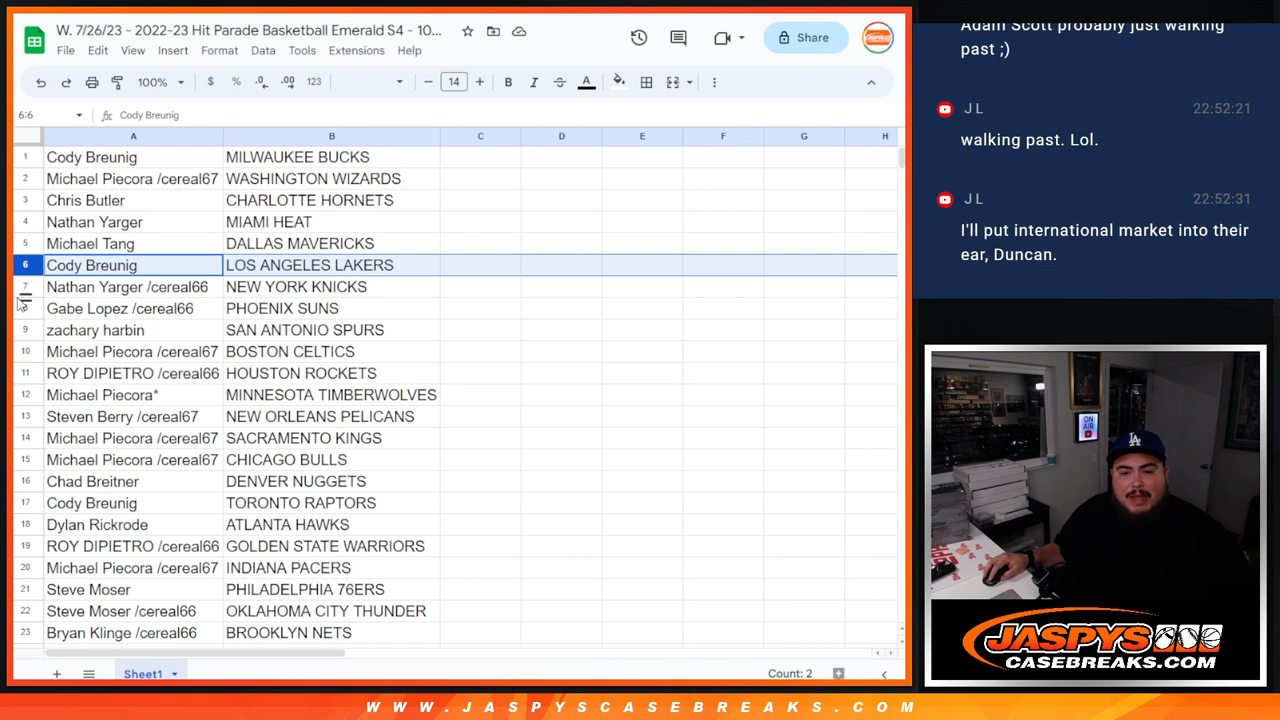 W. 7/26/23 - 2022-23 Hit Parade Basketball Emerald S4 - 10...
Share
File Edit View Insert Format Data Tools Extensions Help
100% $ % .0 .00 123 14 B I S A
6:6 fx Cody Breunig
A B C D E F G H
1 Cody Breunig MILWAUKEE BUCKS
2 Michael Piecora /cereal67 WASHINGTON WIZARDS
3 Chris Butler CHARLOTTE HORNETS
4 Nathan Yarger MIAMI HEAT
5 Michael Tang DALLAS MAVERICKS
6 Cody Breunig LOS ANGELES LAKERS
7 Nathan Yarger /cereal66 NEW YORK KNICKS
8 Gabe Lopez /cereal66 PHOENIX SUNS
9 zachary harbin SAN ANTONIO SPURS
10 Michael Piecora /cereal67 BOSTON CELTICS
11 ROY DIPIETRO /cereal66 HOUSTON ROCKETS
12 Michael Piecora* MINNESOTA TIMBERWOLVES
13 Steven Berry /cereal67 NEW ORLEANS PELICANS
14 Michael Piecora /cereal67 SACRAMENTO KINGS
15 Michael Piecora /cereal67 CHICAGO BULLS
16 Chad Breitner DENVER NUGGETS
17 Cody Breunig TORONTO RAPTORS
18 Dylan Rickrode ATLANTA HAWKS
19 ROY DIPIETRO /cereal66 GOLDEN STATE WARRIORS
20 Michael Piecora /cereal67 INDIANA PACERS
21 Steve Moser PHILADELPHIA 76ERS
22 Steve Moser /cereal66 OKLAHOMA CITY THUNDER
23 Bryan Klinge /cereal66 BROOKLYN NETS
Sheet1 Count: 2
Adam Scott probably just walking
past ;)
J L 22:52:21
walking past. Lol.
J L 22:52:31
I'll put international market into their
ear, Duncan.
ON
AIR
LA
JASPYS
CASEBREAKS.COM
WWW.JASPYSCASEBREAKS.COM